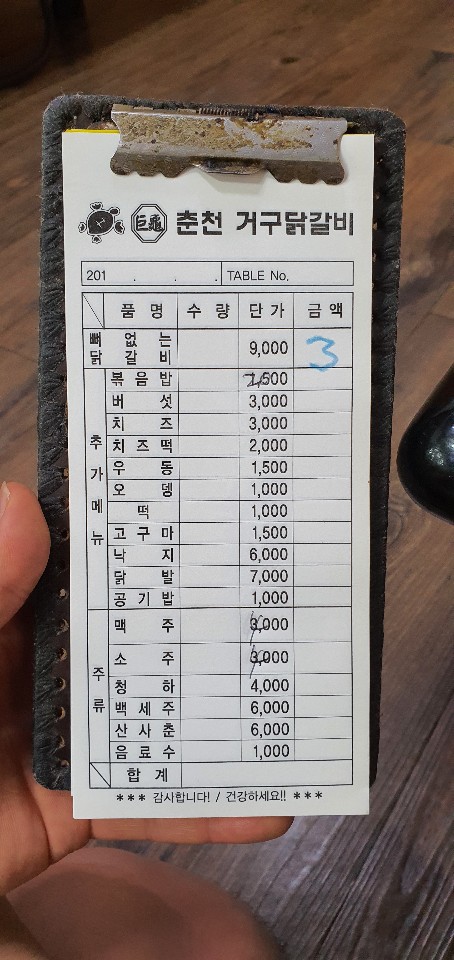 巨龜 춘천 거구닭갈비
201 . . . TABLE No.
품 명 수 량 단 가 금 액
뼈 없 는 닭 갈 비 9,000 3
추 가 메 뉴
볶 음 밥 2,500
버 섯 3,000
치 즈 3,000
치 즈 떡 2,000
우 동 1,500
오 뎅 1,000
떡 1,000
고 구 마 1,500
낙 지 6,000
닭 발 7,000
공 기 밥 1,000
주 류
맥 주 4,000
소 주 4,000
청 하 4,000
백 세 주 6,000
산 사 춘 6,000
음 료 수 1,000
합 계
*** 감사합니다! / 건강하세요!! ***